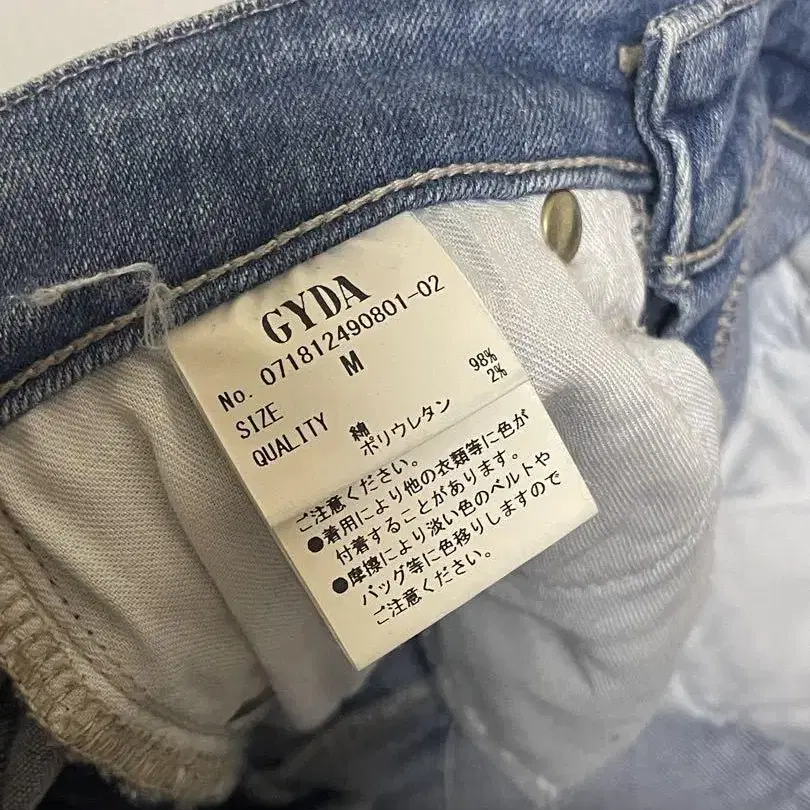 GYDA
No. 071812490801-02
SIZE M
QUALITY 綿 98%
ポリウレタン 2%
ご注意ください。
●着用により他の衣類等に色が
付着することがあります。
●摩擦により淡い色のベルトや
バッグ等に色移りしますので
ご注意ください。